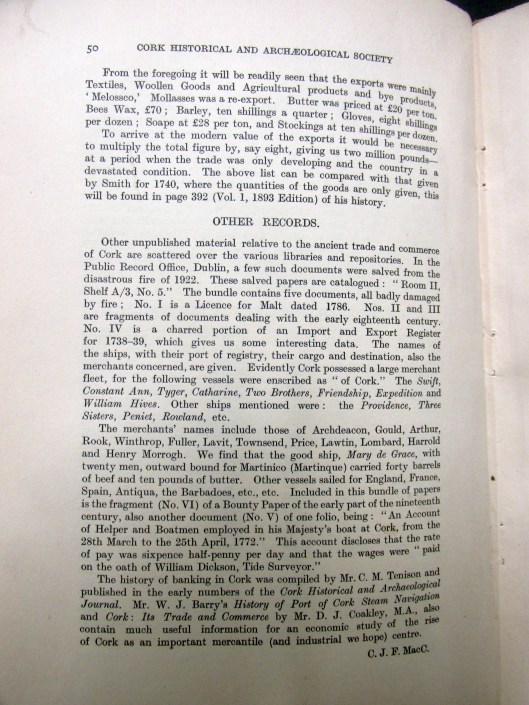 50 CORK HISTORICAL AND ARCHÆOLOGICAL SOCIETY
From the foregoing it will be readily seen that the exports were mainly
Textiles, Woollen Goods and Agricultural products and bye products,
' Melossco,' Mollasses was a re-export. Butter was priced at £20 per ton,
Bees Wax, £70 ; Barley, ten shillings a quarter ; Gloves, eight shillings
per dozen ; Soape at £28 per ton, and Stockings at ten shillings per dozen.
To arrive at the modern value of the exports it would be necessary
to multiply the total figure by, say eight, giving us two million pounds—
at a period when the trade was only developing and the country in a
devastated condition. The above list can be compared with that given
by Smith for 1740, where the quantities of the goods are only given, this
will be found in page 392 (Vol. 1, 1893 Edition) of his history.
OTHER RECORDS.
Other unpublished material relative to the ancient trade and commerce
of Cork are scattered over the various libraries and repositories. In the
Public Record Office, Dublin, a few such documents were salved from the
disastrous fire of 1922. These salved papers are catalogued : " Room II,
Shelf A/3, No. 5." The bundle contains five documents, all badly damaged
by fire ; No. I is a Licence for Malt dated 1786. Nos. II and III
are fragments of documents dealing with the early eighteenth century.
No. IV is a charred portion of an Import and Export Register
for 1738-39, which gives us some interesting data. The names of
the ships, with their port of registry, their cargo and destination, also the
merchants concerned, are given. Evidently Cork possessed a large merchant
fleet, for the following vessels were enscribed as " of Cork." The Swift,
Constant Ann, Tyger, Catharine, Two Brothers, Friendship, Expedition and
William Hives. Other ships mentioned were : the Providence, Three
Sisters, Peniet, Rowland, etc.
The merchants' names include those of Archdeacon, Gould, Arthur,
Rook, Winthrop, Fuller, Lavit, Townsend, Price, Lawtin, Lombard, Harrold
and Henry Morrogh. We find that the good ship, Mary de Grace, with
twenty men, outward bound for Martinico (Martinque) carried forty barrels
of beef and ten pounds of butter. Other vessels sailed for England, France,
Spain, Antiqua, the Barbadoes, etc., etc. Included in this bundle of papers
is the fragment (No. VI) of a Bounty Paper of the early part of the nineteenth
century, also another document (No. V) of one folio, being : " An Account
of Helper and Boatmen employed in his Majesty's boat at Cork, from the
28th March to the 25th April, 1772." This account discloses that the rate
of pay was sixpence half-penny per day and that the wages were " paid
on the oath of William Dickson, Tide Surveyor."
The history of banking in Cork was compiled by Mr. C. M. Tenison and
published in the early numbers of the Cork Historical and Archæological
Journal. Mr. W. J. Barry's History of Port of Cork Steam Navigation
and Cork : Its Trade and Commerce by Mr. D. J. Coakley, M.A., also
contain much useful information for an economic study of the rise
of Cork as an important mercantile (and industrial we hope) centre.
C. J. F. MacC.